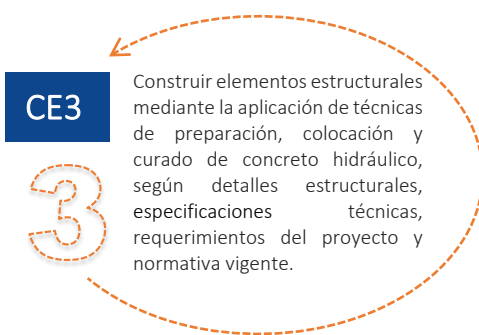 CE3
3
Construir elementos estructurales
mediante la aplicación de técnicas
de preparación, colocación y
curado de concreto hidráulico,
según detalles estructurales,
especificaciones técnicas,
requerimientos del proyecto y
normativa vigente.